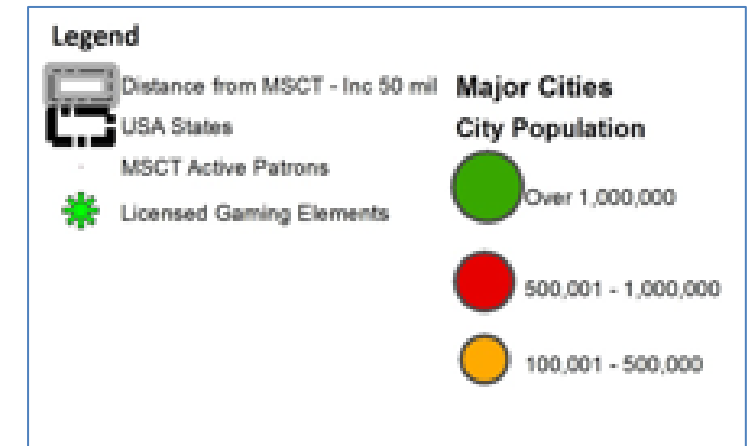 Legend
Distance from MSCT - Inc 50 mil
USA States
MSCT Active Patrons
Licensed Gaming Elements
Major Cities
City Population
Over 1,000,000
500,001 - 1,000,000
100,001 - 500,000